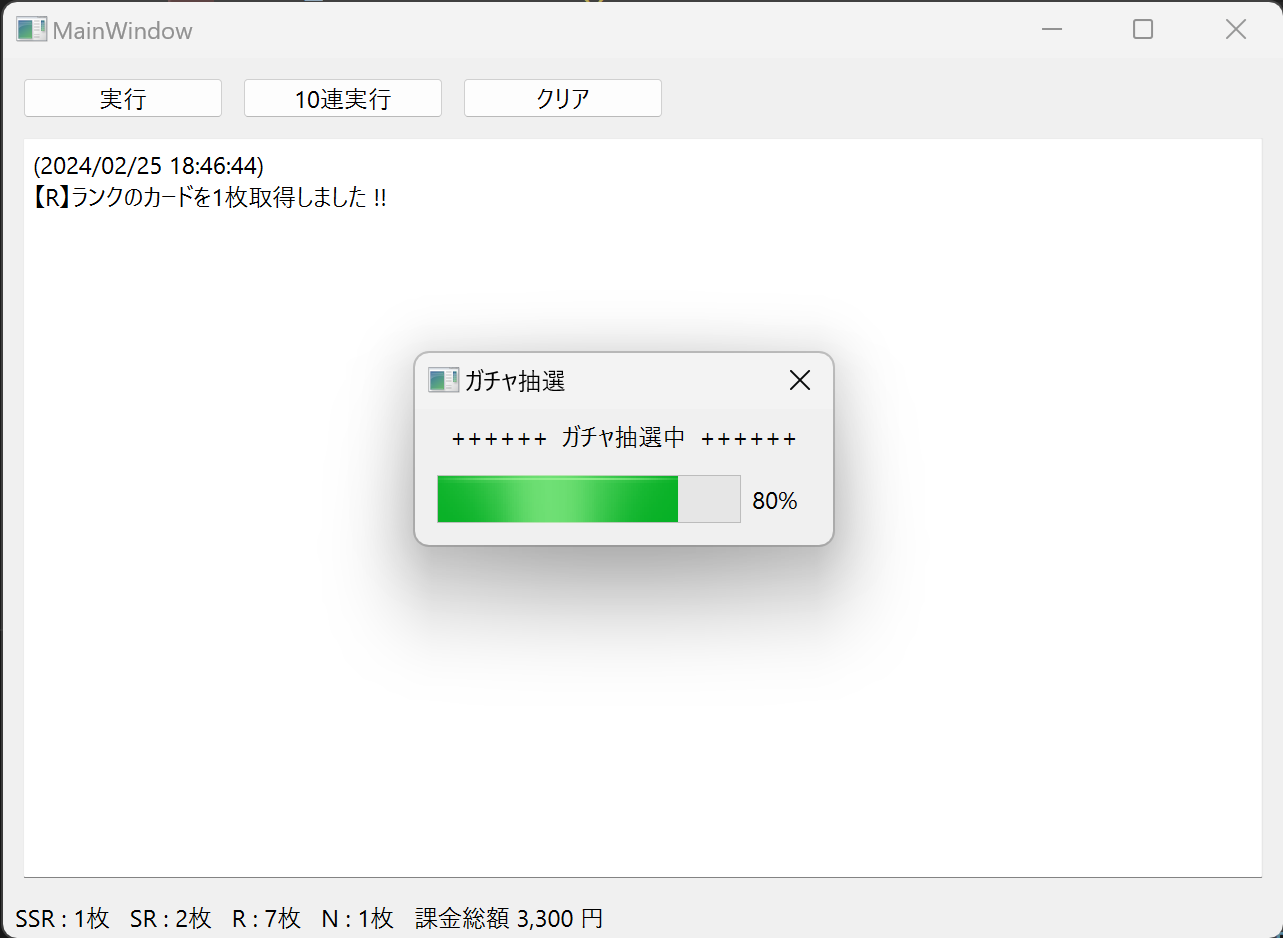 MainWindow
実行 10連実行 クリア
(2024/02/25 18:46:44)
【R】ランクのカードを1枚取得しました !!
ガチャ抽選
++++++ ガチャ抽選中 ++++++
80%
SSR : 1枚 SR : 2枚 R : 7枚 N : 1枚 課金総額 3,300 円